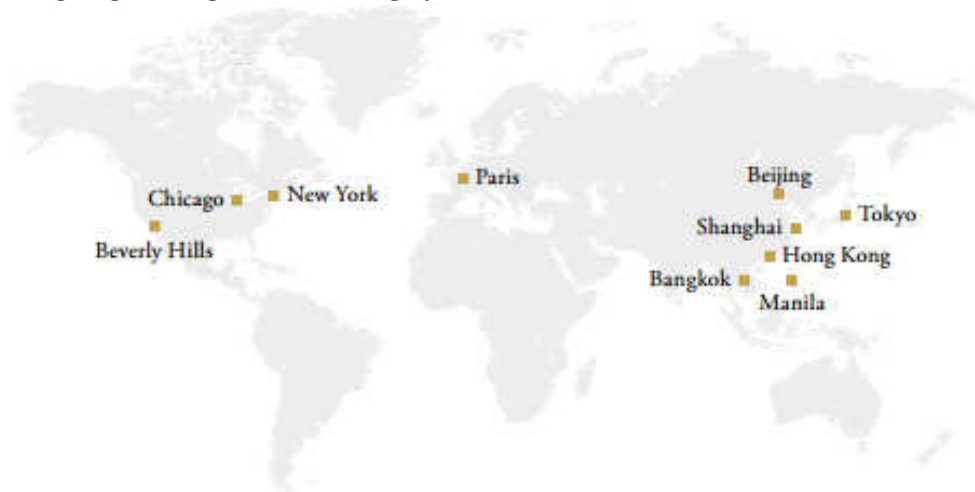 Paris
Beijing
Chicago
New York
Tokyo
Shanghai
Beverly Hills
Hong Kong
Bangkok
Manila